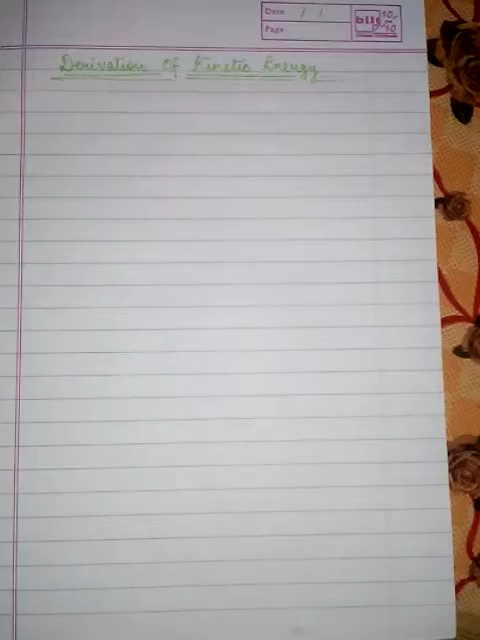 Date / /
Page
Derivation of Kinetic Energy